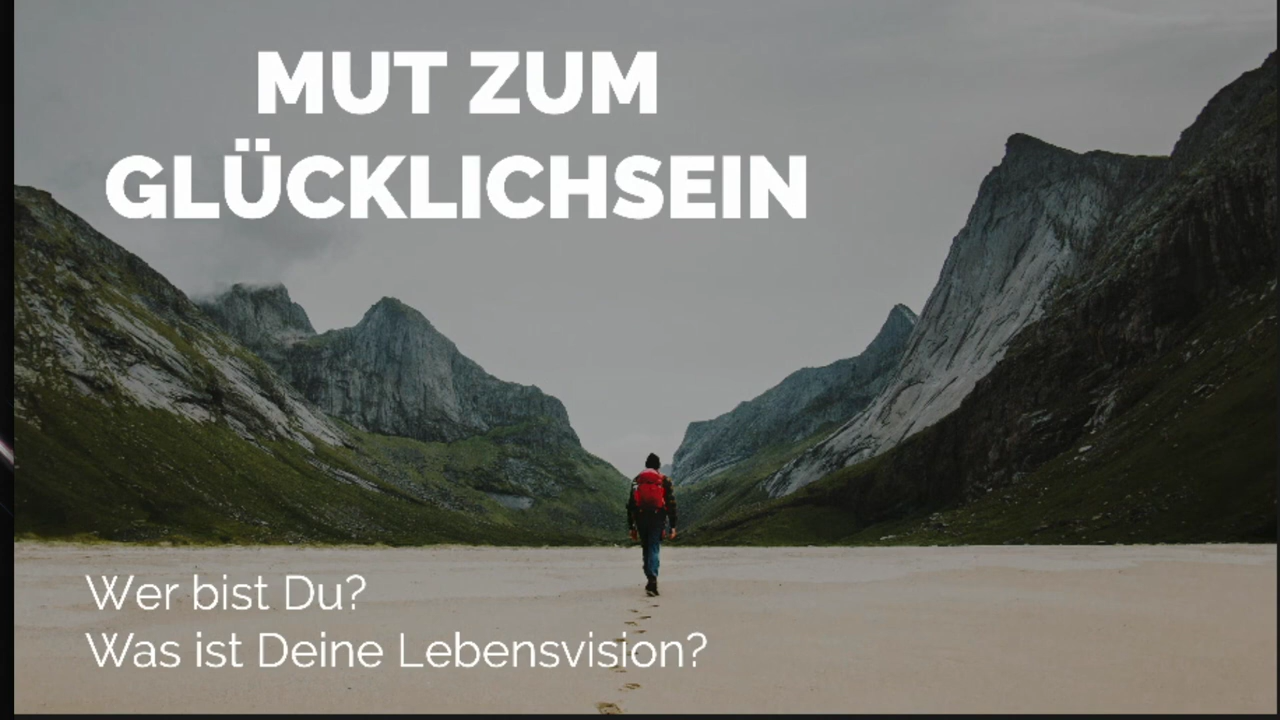 MUT ZUM
GLÜCKLICHSEIN
Wer bist Du?
Was ist Deine Lebensvision?